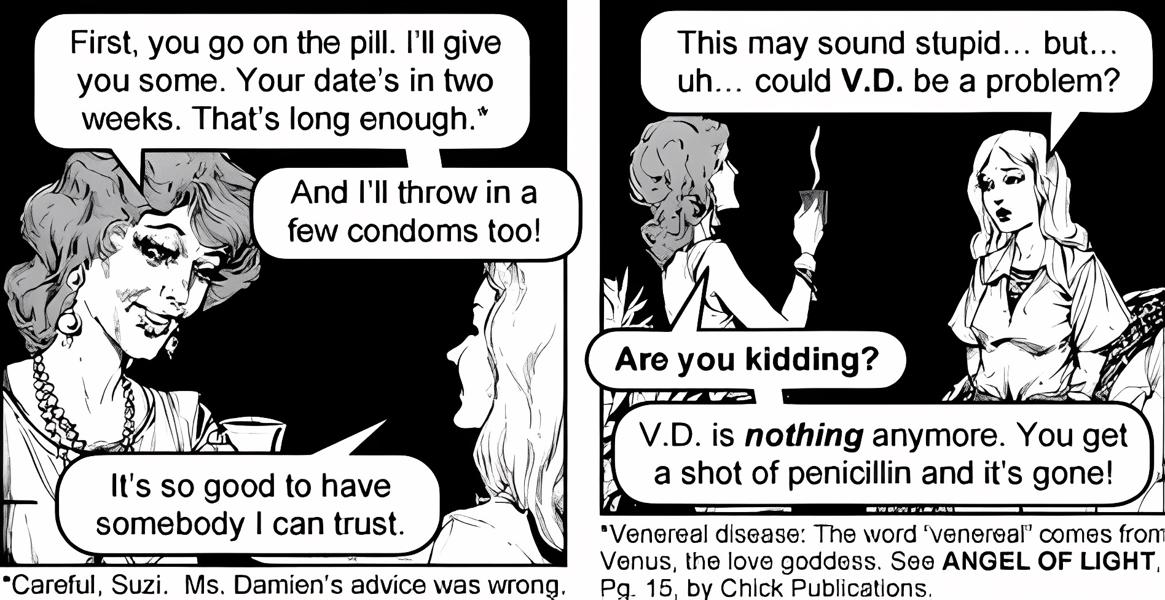 First, you go on the pill. I'll give
you some. Your date's in two
weeks. That's long enough.*
And I'll throw in a
few condoms too!
It's so good to have
somebody I can trust.
*Careful, Suzi. Ms. Damien's advice was wrong.
This may sound stupid... but...
uh... could V.D. be a problem?
Are you kidding?
V.D. is nothing anymore. You get
a shot of penicillin and it's gone!
*Venereal disease: The word "venereal" comes from
Venus, the love goddess. See ANGEL OF LIGHT,
Pg. 15, by Chick Publications.